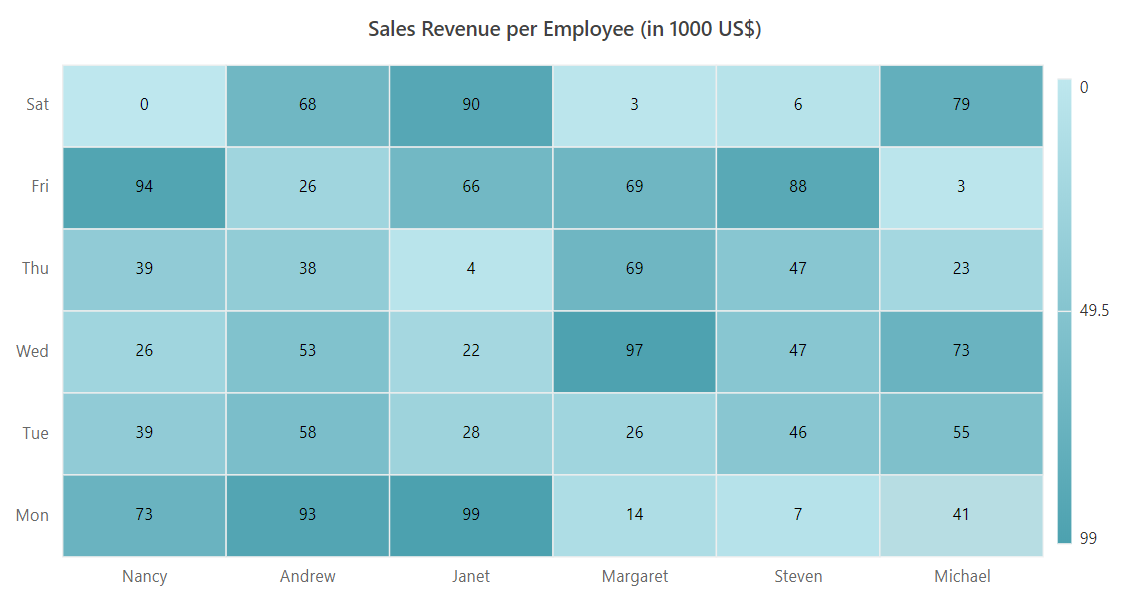 Sales Revenue per Employee (in 1000 US$)
Sat 0 68 90 3 6 79 0
Fri 94 26 66 69 88 3
Thu 39 38 4 69 47 23
49.5
Wed 26 53 22 97 47 73
Tue 39 58 28 26 46 55
Mon 73 93 99 14 7 41
99
Nancy Andrew Janet Margaret Steven Michael